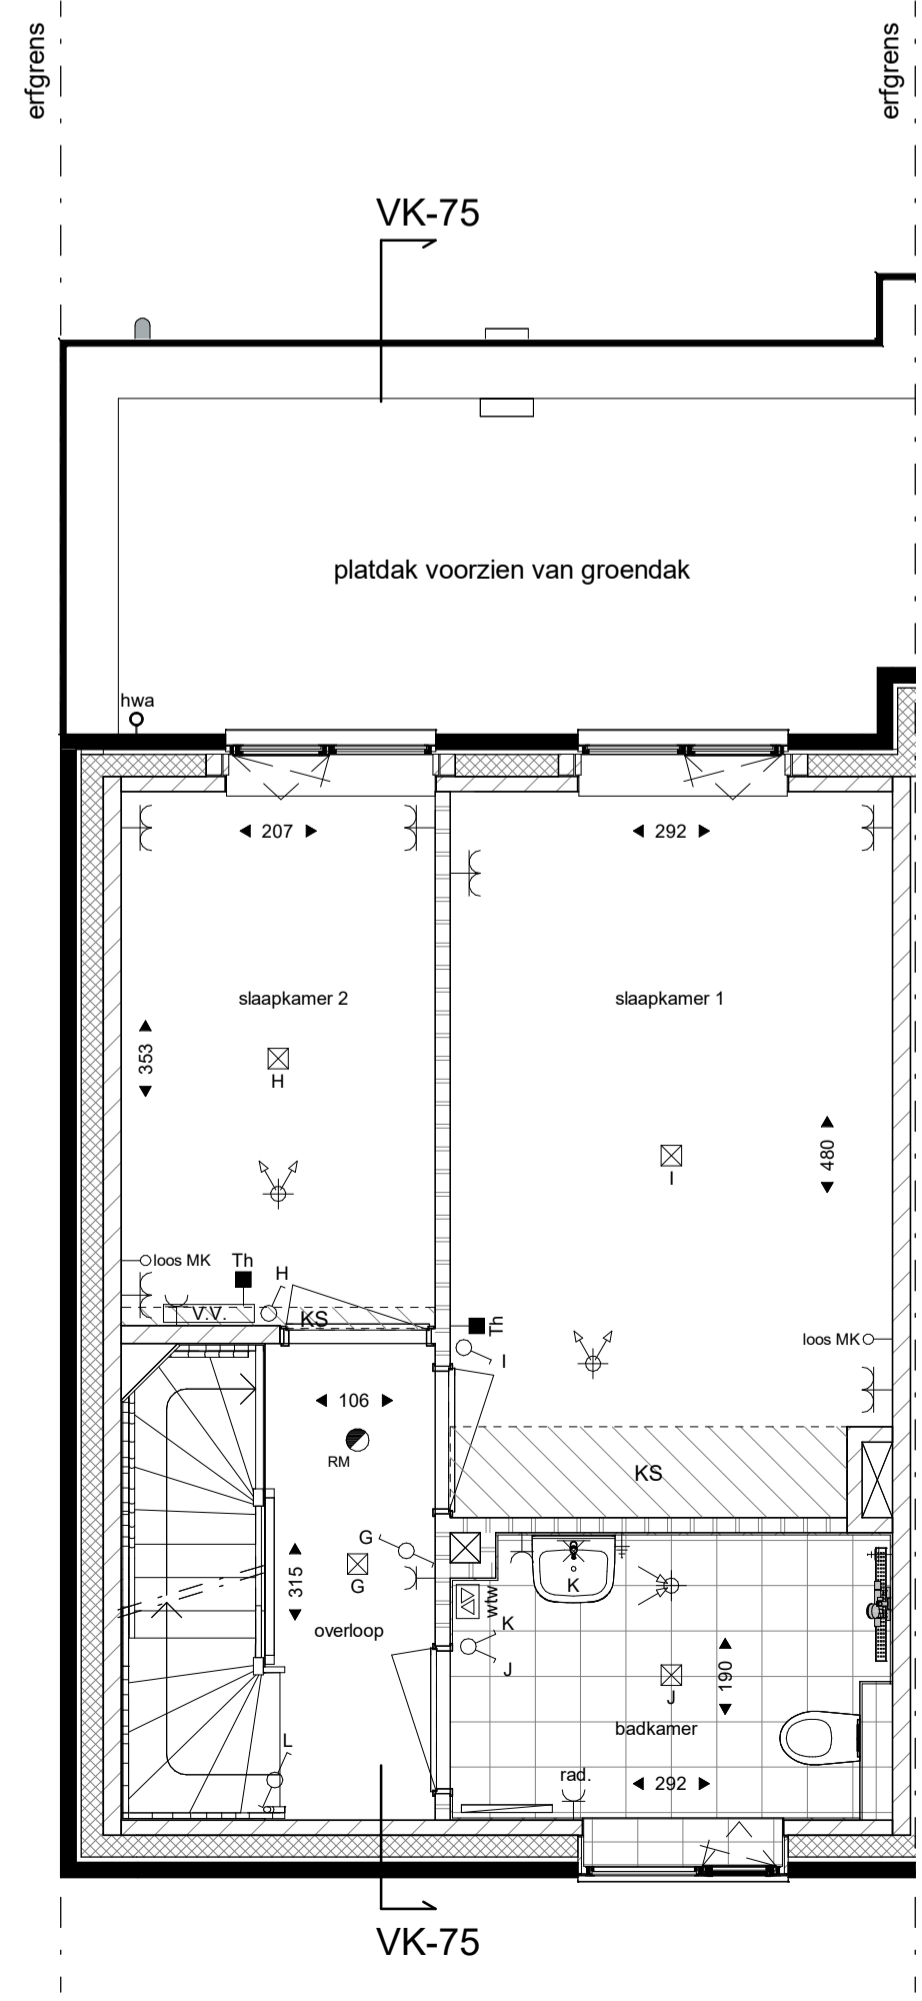 erfgrens
erfgrens
VK-75
platdak voorzien van groendak
hwa
207
292
slaapkamer 2
slaapkamer 1
353
H
480
I
loos MK
Th
H
V.V.
KS
Th
I
loos MK
106
RM
KS
G
G
315
K
wtw
overloop
K
J
190
J
badkamer
L
rad.
292
VK-75